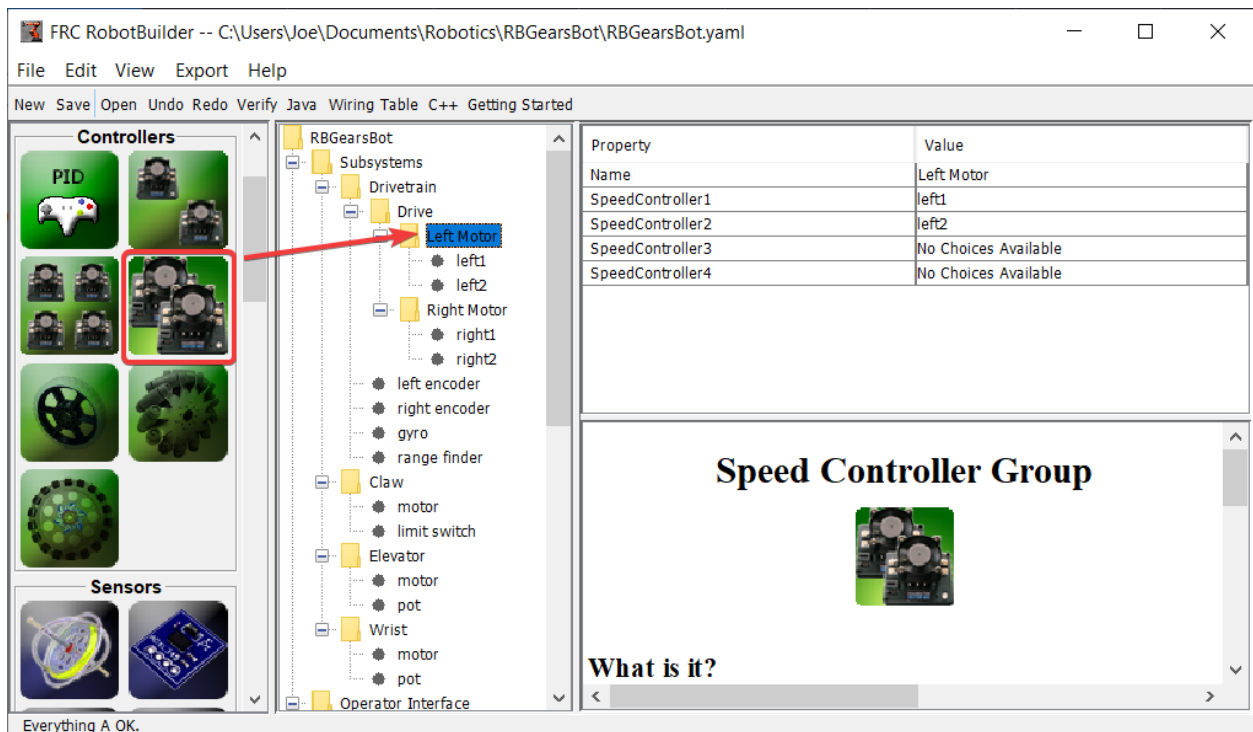 FRC RobotBuilder -- C:\Users\Joe\Documents\Robotics\RBGearsBot\RBGearsBot.yaml
File Edit View Export Help
New Save Open Undo Redo Verify Java Wiring Table C++ Getting Started
Controllers
PID
Sensors
RBGearsBot
Subsystems
Drivetrain
Drive
Left Motor
left1
left2
Right Motor
right1
right2
left encoder
right encoder
gyro
range finder
Claw
motor
limit switch
Elevator
motor
pot
Wrist
motor
pot
Operator Interface
Property Value
Name Left Motor
SpeedController1 left1
SpeedController2 left2
SpeedController3 No Choices Available
SpeedController4 No Choices Available
Speed Controller Group
What is it?
Everything A OK.